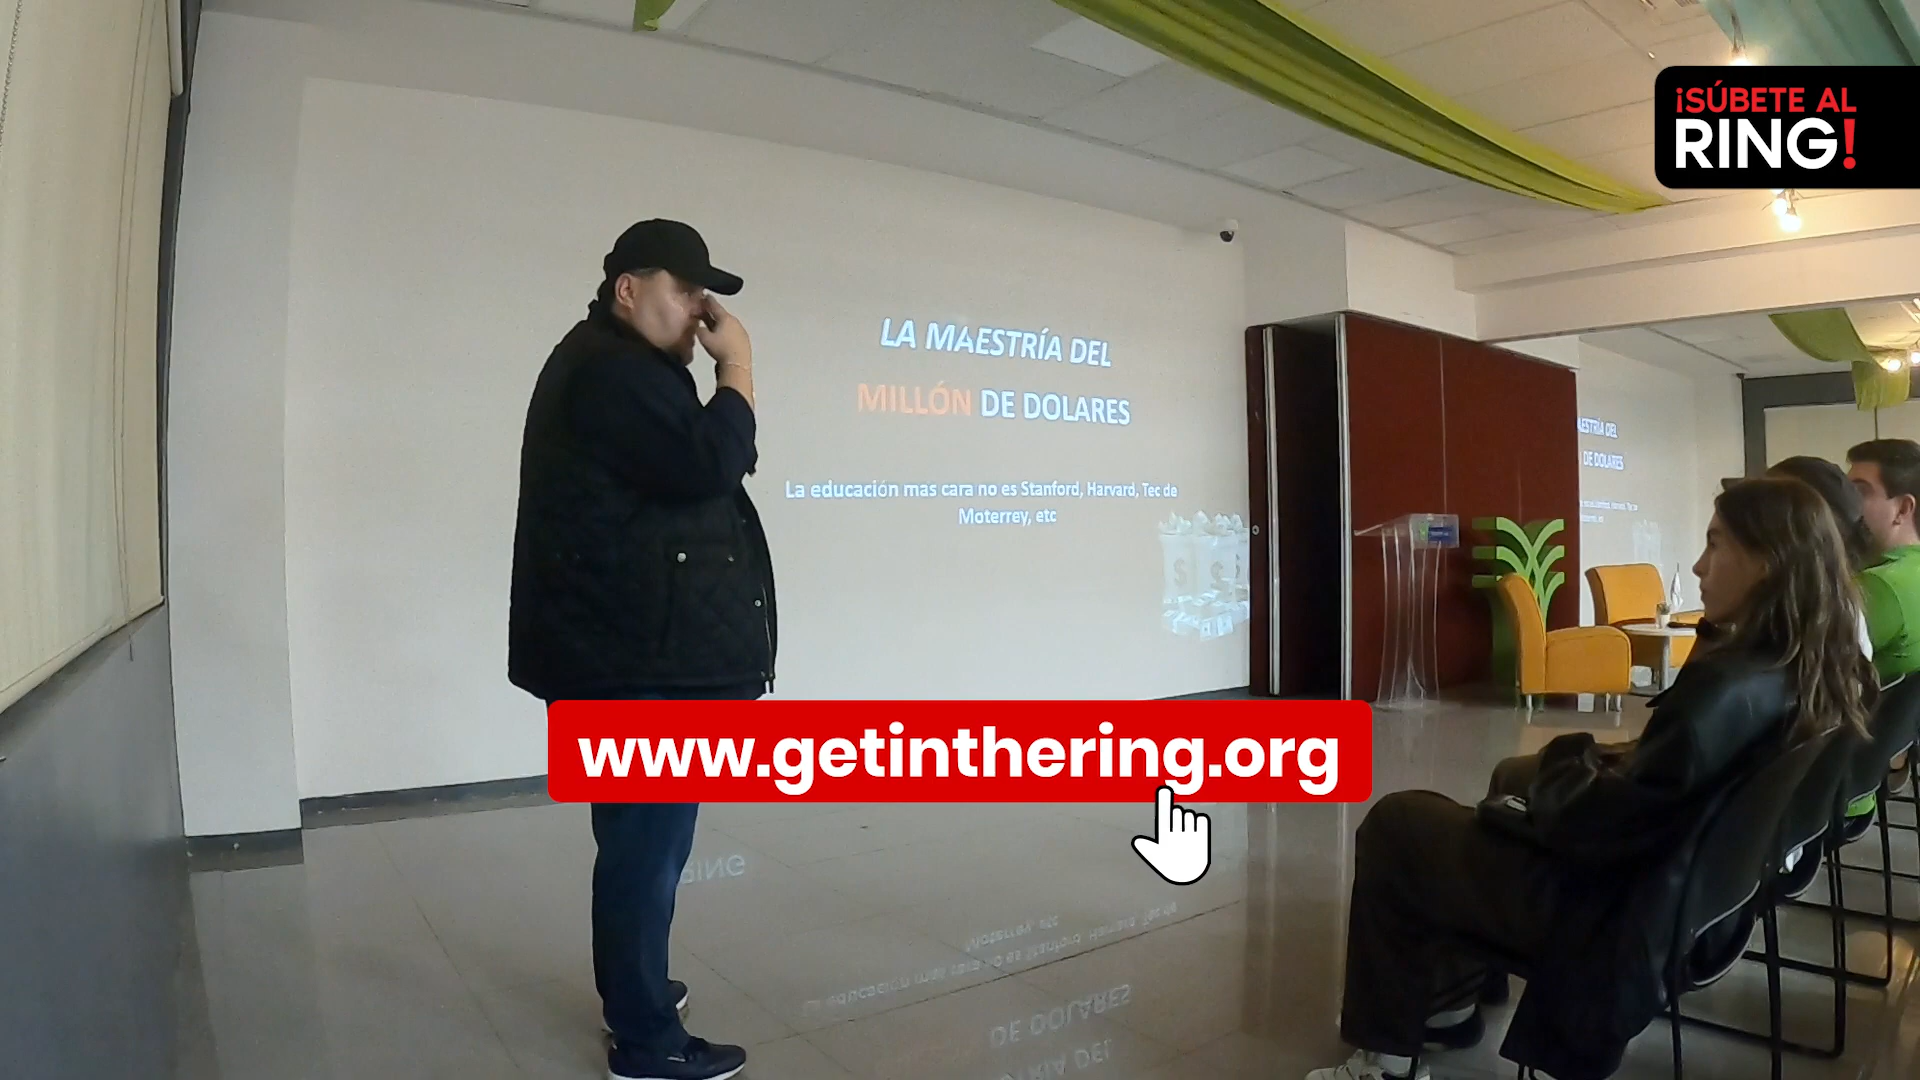 ¡SÚBETE AL
RING!
LA MAESTRÍA DEL
MILLÓN DE DOLARES
La educación mas cara no es Stanford, Harvard, Tec de
Moterrey, etc
www.getinthering.org